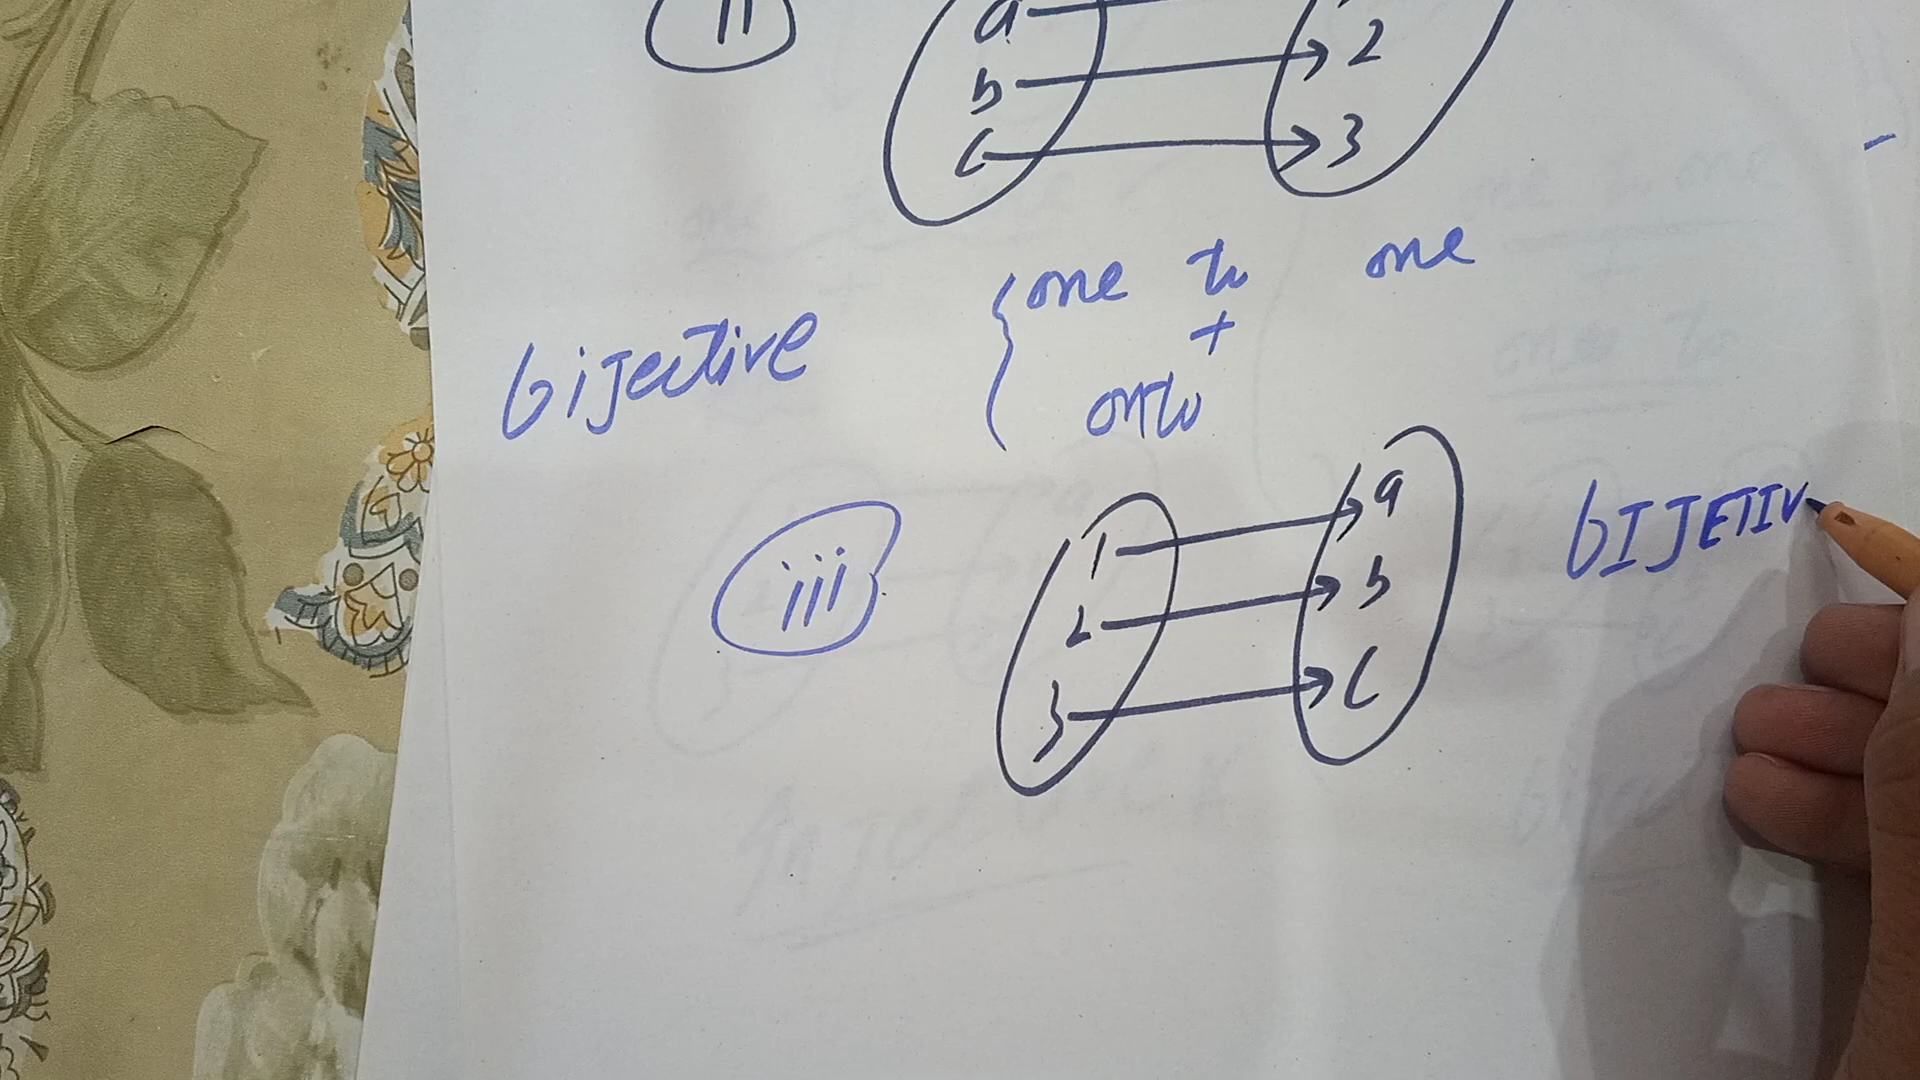 ii
a
b 2
c 3
one to one
+
bijective
onto
iii
1 a
2 b
3 c
BIJETIV